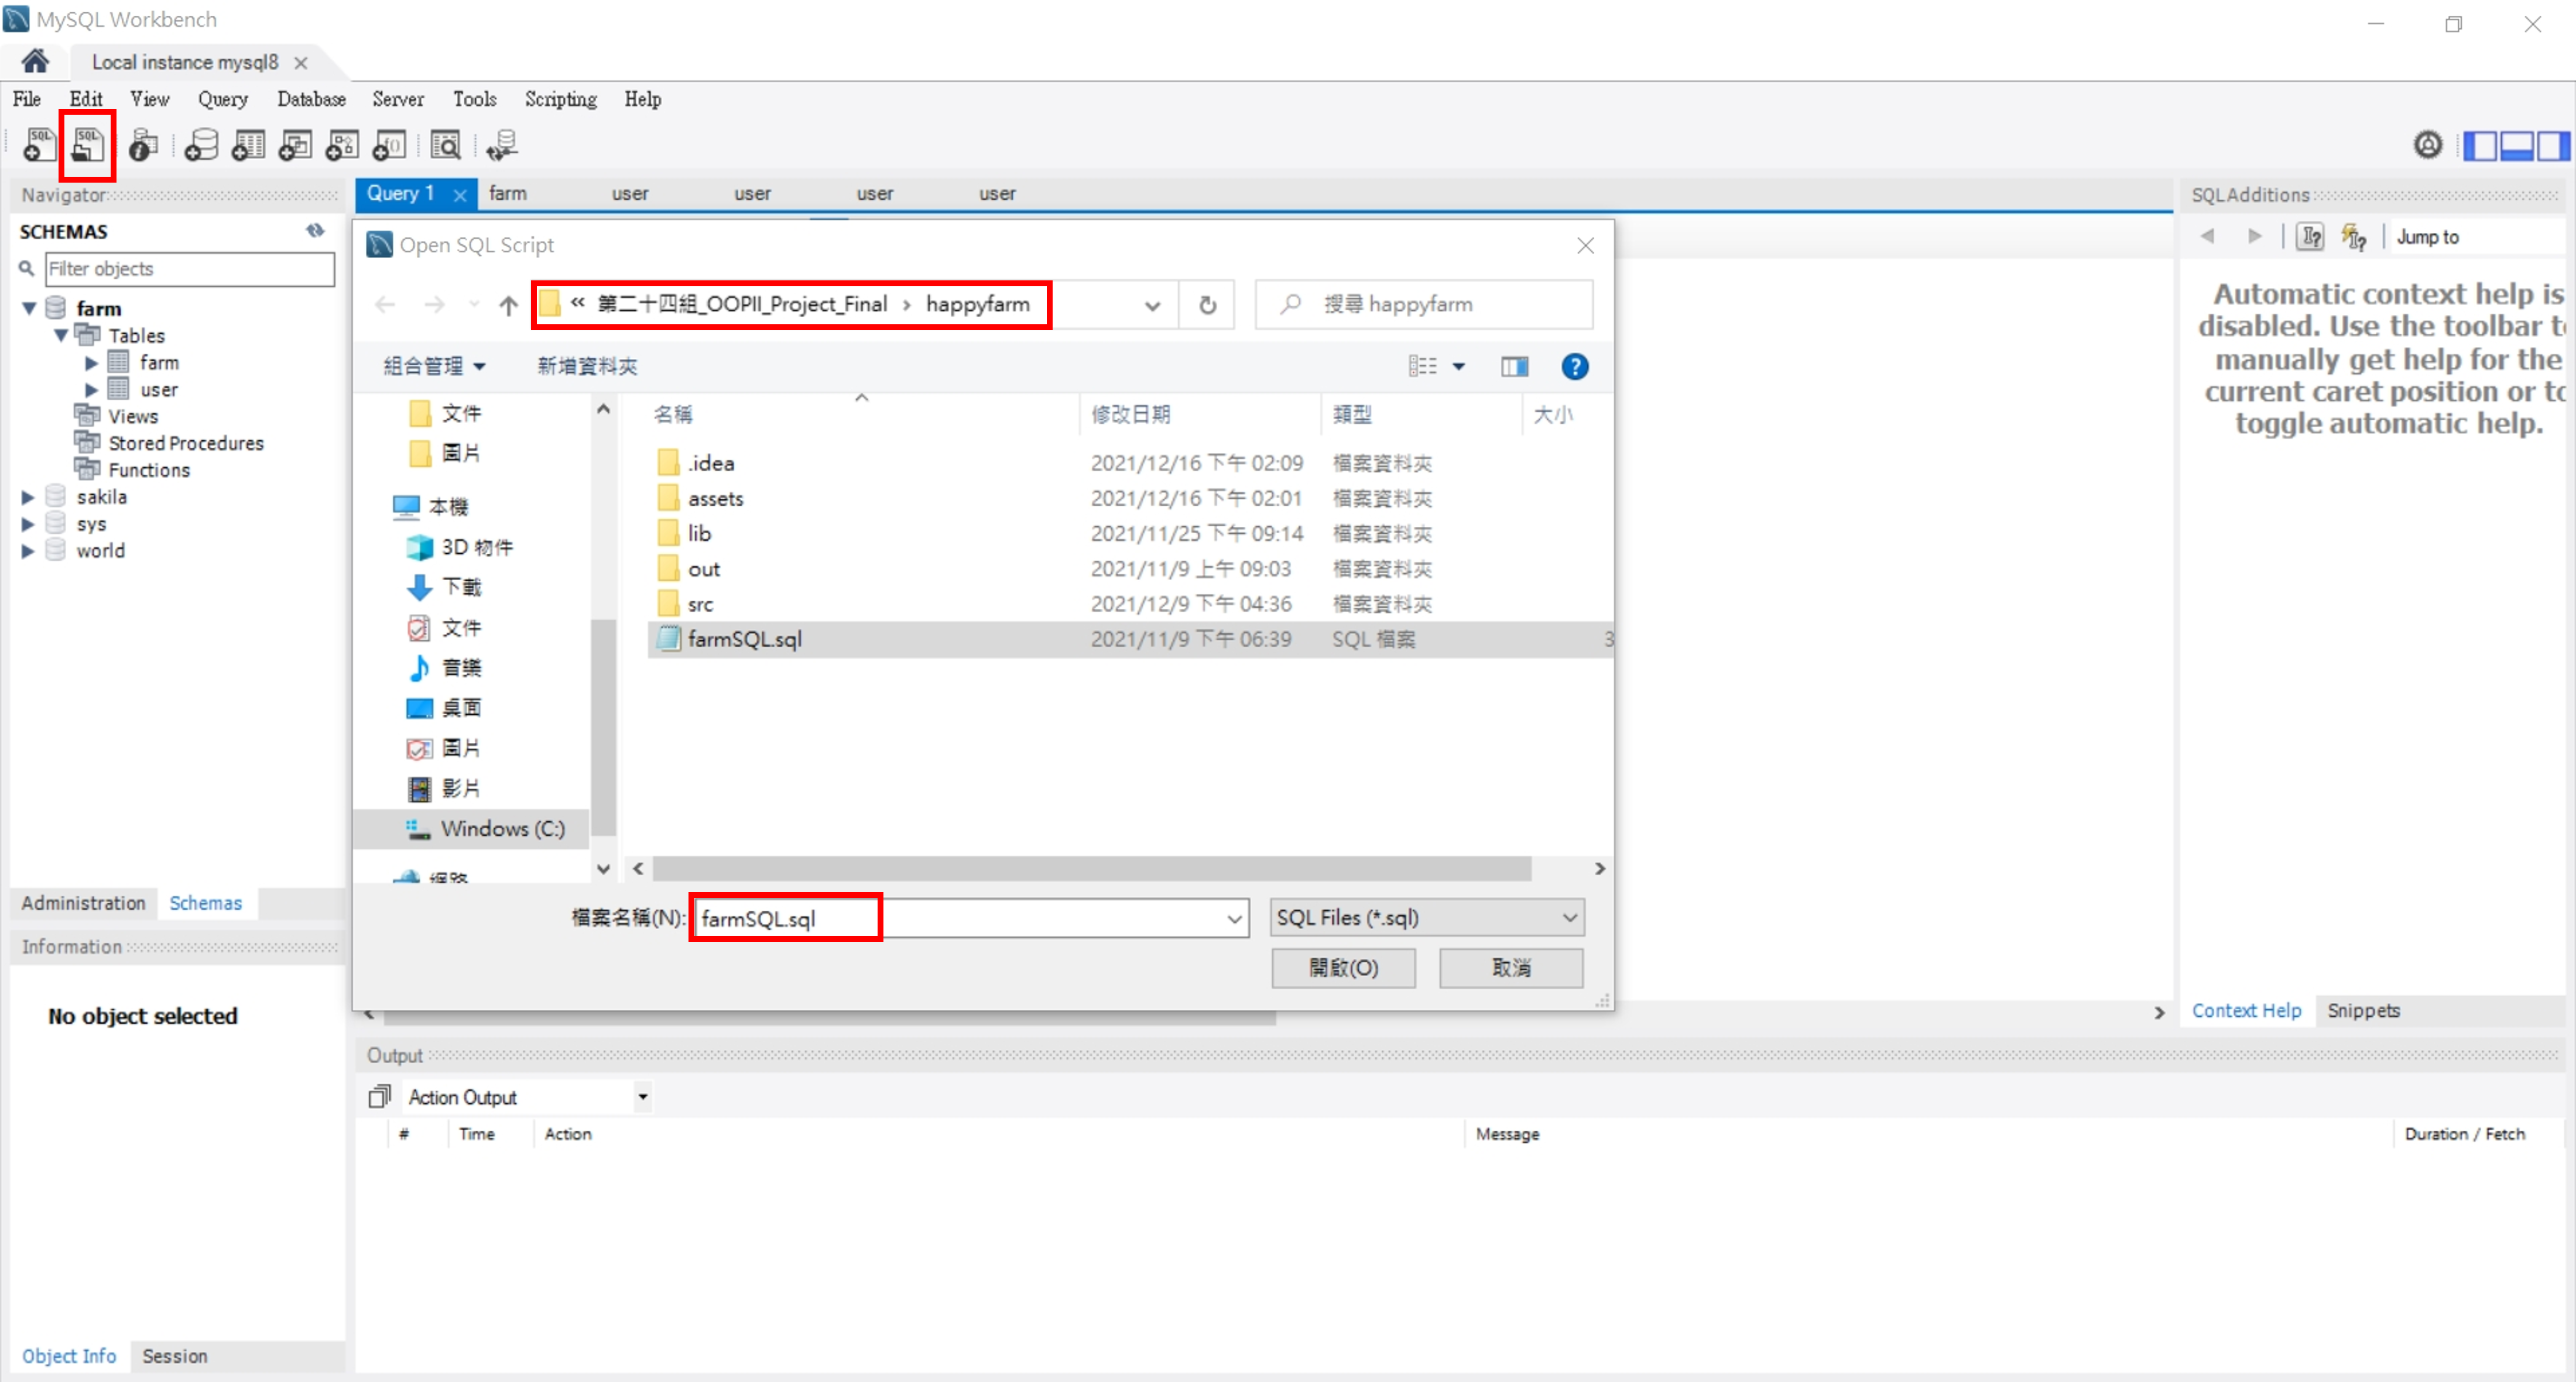 MySQL Workbench
Local instance mysql8
File Edit View Query Database Server Tools Scripting Help
Navigator
SCHEMAS
Filter objects
farm
Tables
farm
user
Views
Stored Procedures
Functions
sakila
sys
world
Administration Schemas
Information
No object selected
Object Info Session
Query 1 farm user user user user
Open SQL Script
« 第二十四組_OOPII_Project_Final › happyfarm
搜尋 happyfarm
組合管理 新增資料夾
文件
圖片
本機
3D 物件
下載
文件
音樂
桌面
圖片
影片
Windows (C:)
網路
名稱 修改日期 類型 大小
.idea 2021/12/16 下午 02:09 檔案資料夾
assets 2021/12/16 下午 02:01 檔案資料夾
lib 2021/11/25 下午 09:14 檔案資料夾
out 2021/11/9 上午 09:03 檔案資料夾
src 2021/12/9 下午 04:36 檔案資料夾
farmSQL.sql 2021/11/9 下午 06:39 SQL 檔案 3
檔案名稱(N): farmSQL.sql SQL Files (*.sql)
開啟(O) 取消
SQLAdditions
Jump to
Automatic context help is
disabled. Use the toolbar to
manually get help for the
current caret position or to
toggle automatic help.
Context Help Snippets
Output
Action Output
# Time Action Message Duration / Fetch